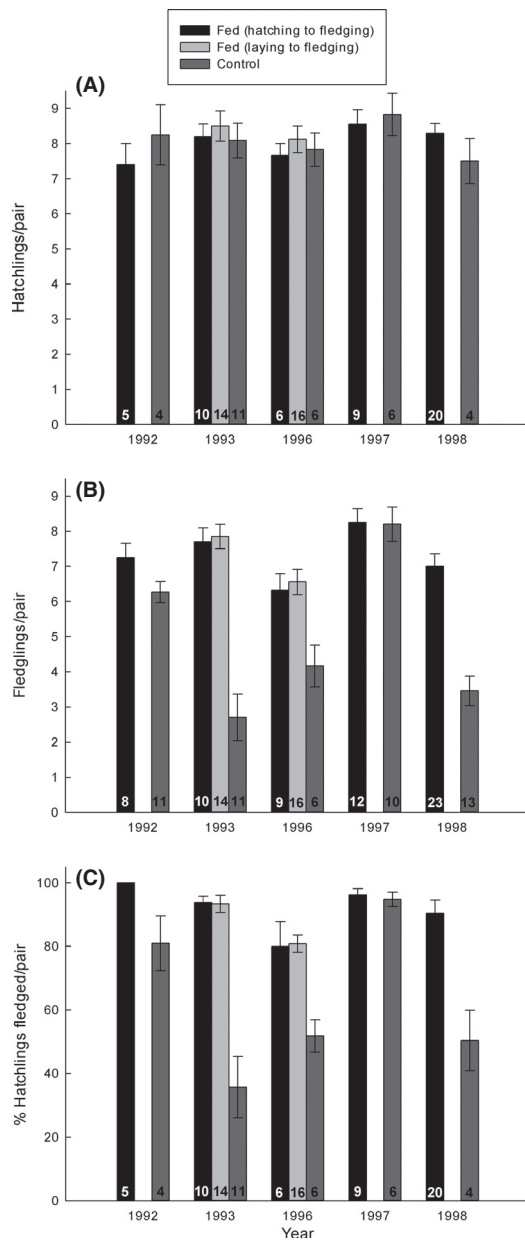 Fed (hatching to fledging)
Fed (laying to fledging)
Control
(A)
Hatchlings/pair
9
8
7
6
5
4
3
2
1
0
5 4 10 14 11 6 16 6 9 6 20 4
1992 1993 1996 1997 1998
(B)
Fledglings/pair
9
8
7
6
5
4
3
2
1
0
8 11 10 14 11 9 16 6 12 10 23 13
1992 1993 1996 1997 1998
(C)
% Hatchlings fledged/pair
100
80
60
40
20
0
5 4 10 14 11 6 16 6 9 6 20 4
1992 1993 1996 1997 1998
Year